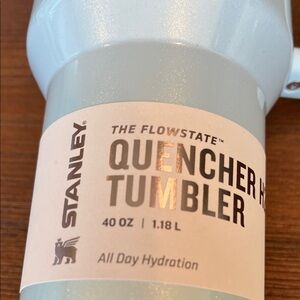 STANLEY.
THE FLOWSTATE™
QUENCHER H
TUMBLER
40 OZ | 1.18 L
All Day Hydration